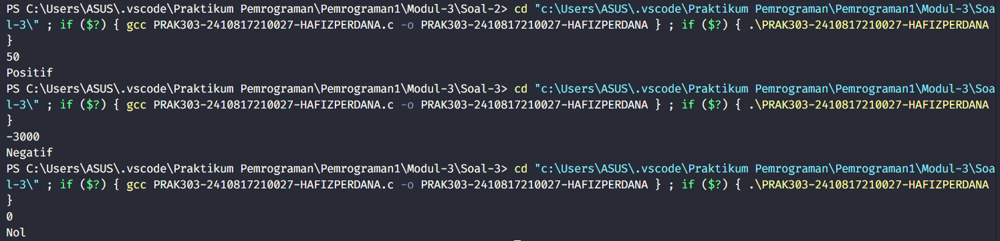 PS C:\Users\ASUS\.vscode\Praktikum Pemrograman\Pemrograman1\Modul-3\Soal-2> cd "c:\Users\ASUS\.vscode\Praktikum Pemrograman\Pemrograman1\Modul-3\Soa
l-3\" ; if ($?) { gcc PRAK303-2410817210027-HAFIZPERDANA.c -o PRAK303-2410817210027-HAFIZPERDANA } ; if ($?) { .\PRAK303-2410817210027-HAFIZPERDANA
}
50
Positif
PS C:\Users\ASUS\.vscode\Praktikum Pemrograman\Pemrograman1\Modul-3\Soal-3> cd "c:\Users\ASUS\.vscode\Praktikum Pemrograman\Pemrograman1\Modul-3\Soa
l-3\" ; if ($?) { gcc PRAK303-2410817210027-HAFIZPERDANA.c -o PRAK303-2410817210027-HAFIZPERDANA } ; if ($?) { .\PRAK303-2410817210027-HAFIZPERDANA
}
-3000
Negatif
PS C:\Users\ASUS\.vscode\Praktikum Pemrograman\Pemrograman1\Modul-3\Soal-3> cd "c:\Users\ASUS\.vscode\Praktikum Pemrograman\Pemrograman1\Modul-3\Soa
l-3\" ; if ($?) { gcc PRAK303-2410817210027-HAFIZPERDANA.c -o PRAK303-2410817210027-HAFIZPERDANA } ; if ($?) { .\PRAK303-2410817210027-HAFIZPERDANA
}
0
Nol